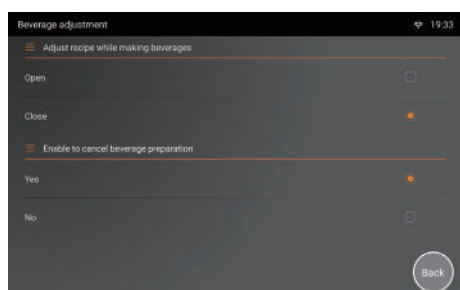 Beverage adjustment 19:33
Adjust recipe while making beverages
Open
Close
Enable to cancel beverage preparation
Yes
No
Back